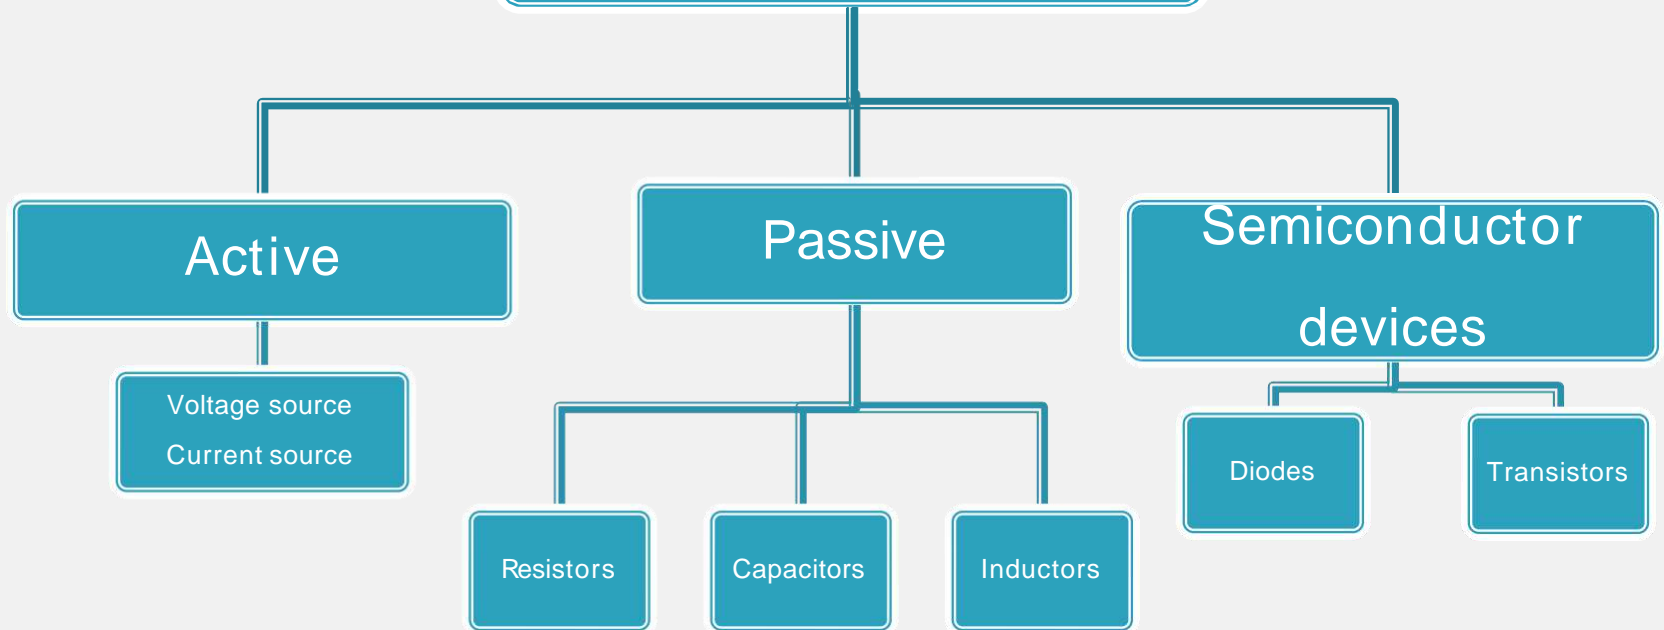 Active
Passive
Semiconductor
devices
Voltage source
Current source
Diodes
Transistors
Resistors
Capacitors
Inductors